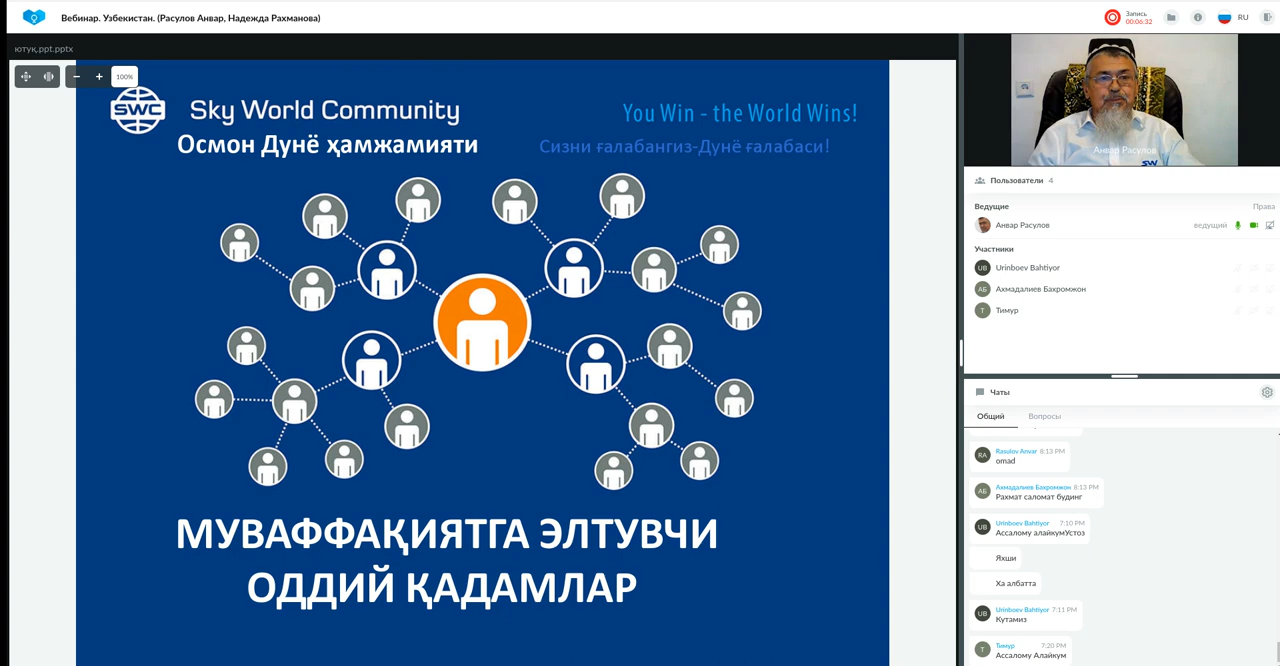 Вебинар. Узбекистан. (Расулов Анвар, Надежда Рахманова)
Запись
00:06:32
RU
ютуқ.ppt.pptx
100%
SWC
Sky World Community
You Win - the World Wins!
Осмон Дунё ҳамжамияти
Сизни ғалабангиз-Дунё ғалабаси!
МУВАФФАҚИЯТГА ЭЛТУВЧИ
ОДДИЙ ҚАДАМЛАР
Анвар Расулов
SW
Пользователи 4
Ведущие
Права
Анвар Расулов
ведущий
Участники
UB Urinboev Bahtiyor
АБ Ахмадалиев Бахромжон
Т Тимур
Чаты
Общий
Вопросы
RA Rasulov Anvar 8:13 PM
omad
АБ Ахмадалиев Бахромжон 8:13 PM
Рахмат саломат будинг
UB Urinboev Bahtiyor 7:10 PM
Ассалому алайкумУстоз
Яхши
Ха албатта
UB Urinboev Bahtiyor 7:11 PM
Кутамиз
Т Тимур 7:20 PM
Ассалому Алайкум